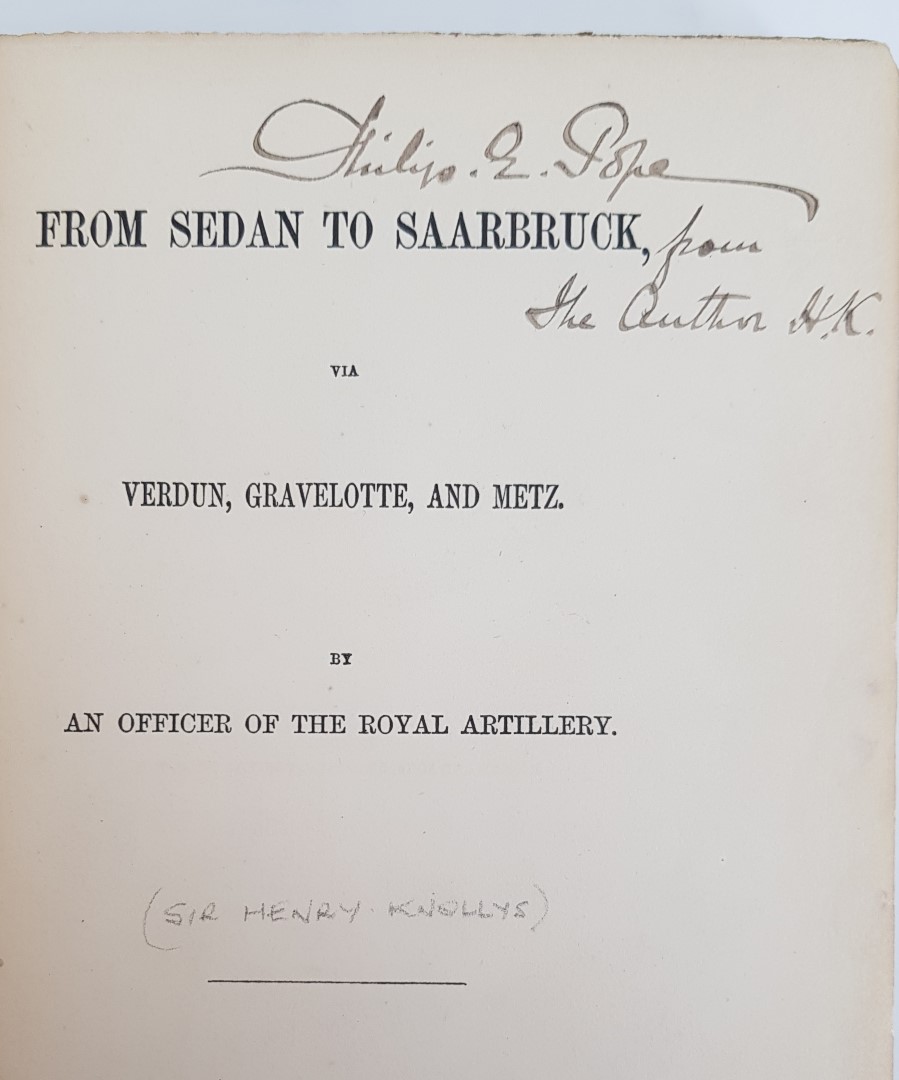 Philip. E. Pope
FROM SEDAN TO SAARBRUCK, from
The Author H.K.
VIA
VERDUN, GRAVELOTTE, AND METZ.
BY
AN OFFICER OF THE ROYAL ARTILLERY.
(SIR HENRY KNOLLYS)